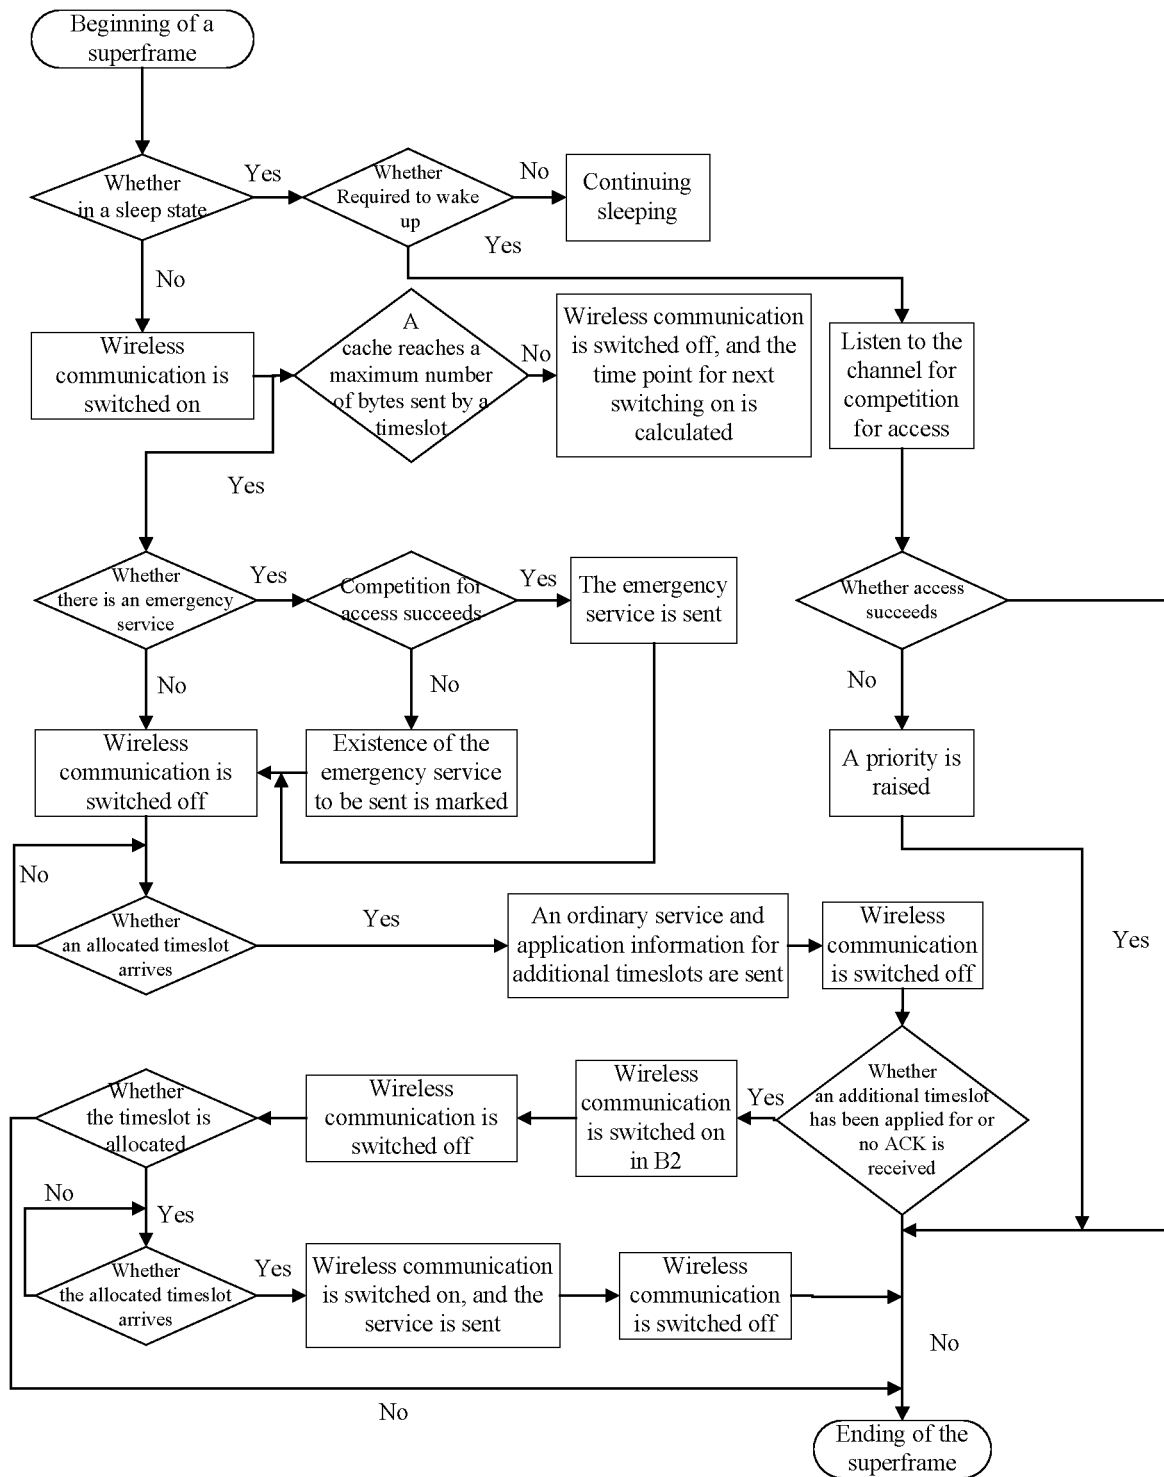 Beginning of a
superframe
Whether
in a sleep state
Yes
Whether
Required to wake
up
No
Continuing
sleeping
Yes
No
Wireless
communication is
switched on
A
cache reaches a
maximum number
of bytes sent by a
timeslot
No
Wireless communication
is switched off, and the
time point for next
switching on is
calculated
Listen to the
channel for
competition
for access
Yes
Whether
there is an emergency
service
Yes
Competition for
access succeeds
Yes
The emergency
service is sent
Whether access
succeeds
No
No
No
Wireless
communication is
switched off
Existence of the
emergency service
to be sent is marked
A priority is
raised
No
Whether
an allocated timeslot
arrives
Yes
An ordinary service and
application information for
additional timeslots are sent
Wireless
communication
is switched off
Yes
Whether
the timeslot is
allocated
Wireless
communication is
switched off
Wireless
communication
is switched on
in B2
Yes
Whether
an additional timeslot
has been applied for or
no ACK is
received
No
Yes
Whether
the allocated timeslot
arrives
Yes
Wireless communication
is switched on, and the
service is sent
Wireless
communication
is switched off
No
No
Ending of the
superframe